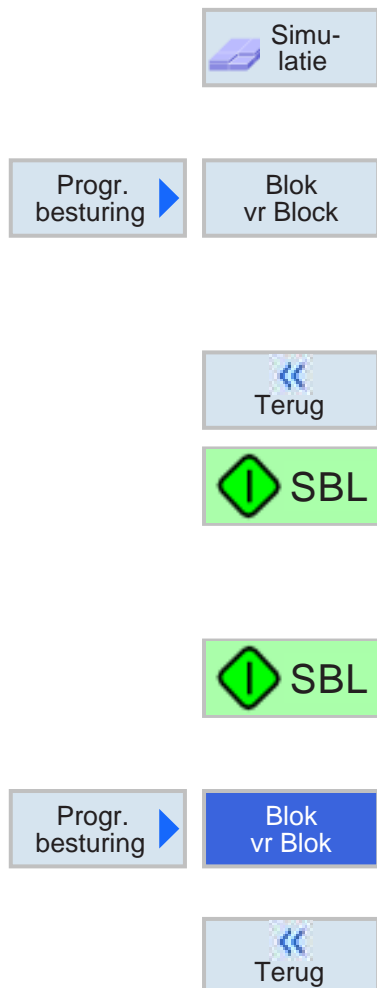 Simu-
latie
Progr.
besturing
Blok
vr Block
Terug
SBL
SBL
Progr.
besturing
Blok
vr Blok
Terug